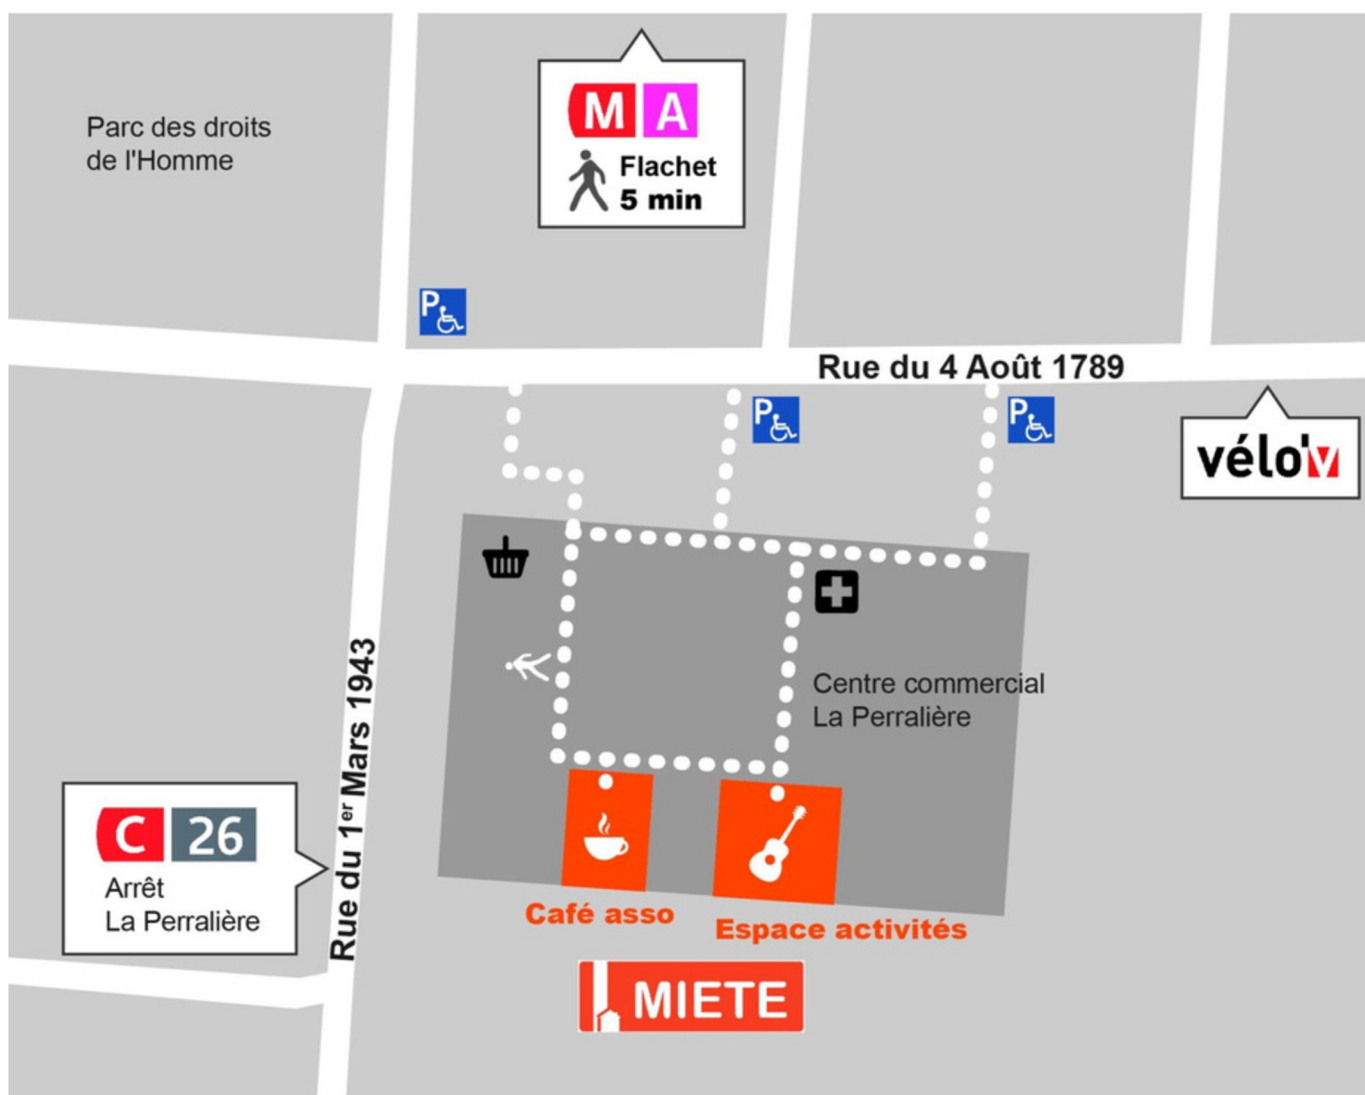 Parc des droits
de l'Homme
M A
Flachet
5 min
P
Rue du 4 Août 1789
P
P
vélo'v
Centre commercial
La Perralière
Rue du 1er Mars 1943
C 26
Arrêt
La Perralière
Café asso
Espace activités
MIETE